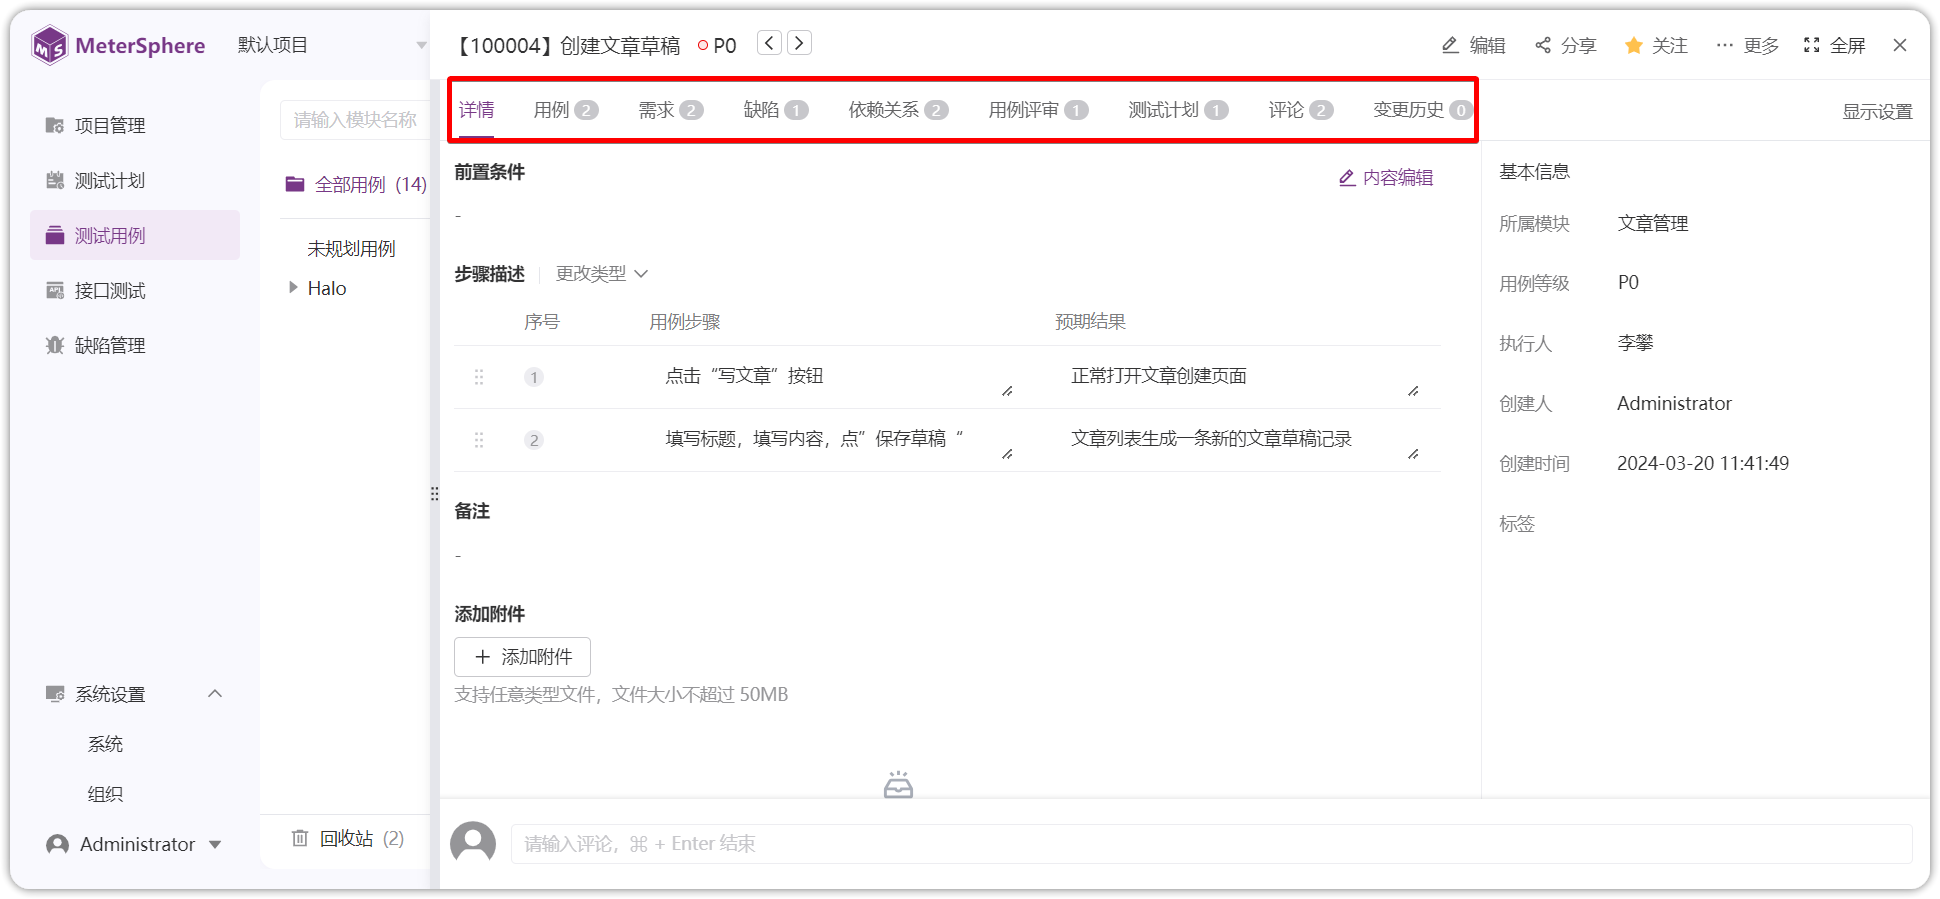 MeterSphere
默认项目
项目管理
测试计划
测试用例
接口测试
缺陷管理
系统设置
系统
组织
Administrator
请输入模块名称
全部用例 (14)
未规划用例
Halo
回收站 (2)
【100004】创建文章草稿 P0
编辑 分享 关注 更多 全屏
详情 用例 2 需求 2 缺陷 1 依赖关系 2 用例评审 1 测试计划 1 评论 2 变更历史 0
显示设置
前置条件
内容编辑
-
步骤描述 更改类型
序号 用例步骤 预期结果
1 点击“写文章”按钮 正常打开文章创建页面
2 填写标题，填写内容，点”保存草稿“ 文章列表生成一条新的文章草稿记录
备注
-
添加附件
+ 添加附件
支持任意类型文件，文件大小不超过 50MB
基本信息
所属模块 文章管理
用例等级 P0
执行人 李攀
创建人 Administrator
创建时间 2024-03-20 11:41:49
标签
请输入评论，⌘ + Enter 结束